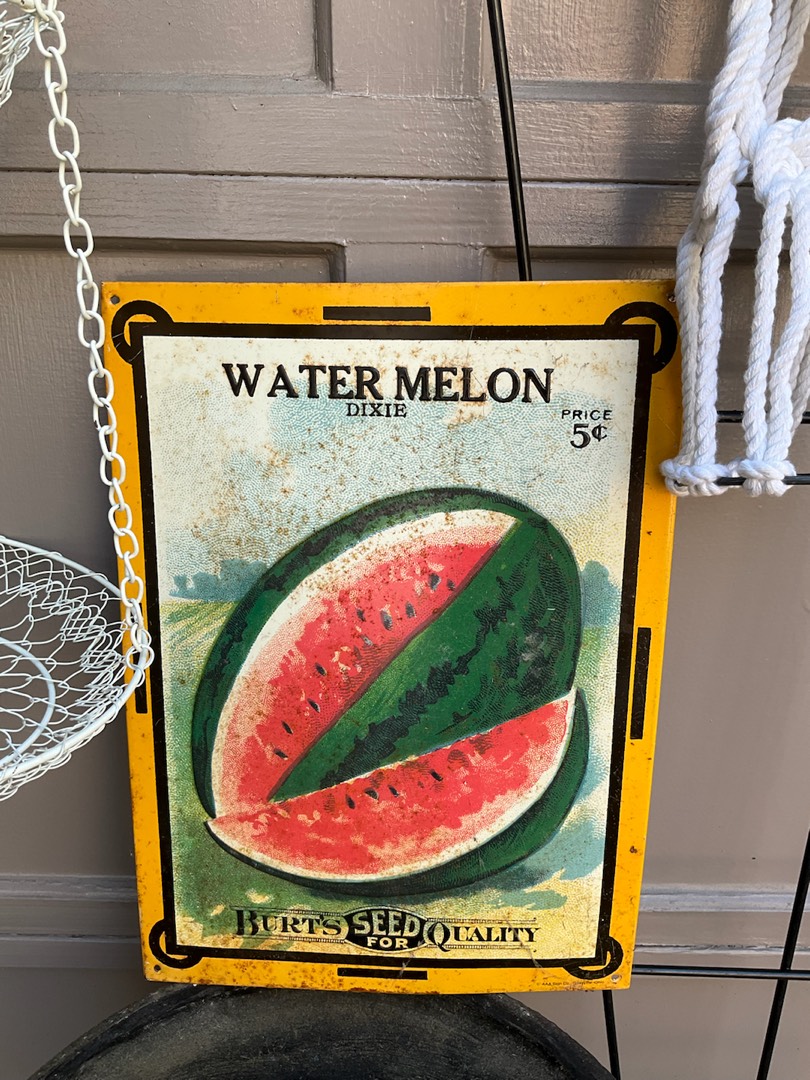 WATER MELON
DIXIE
PRICE
5¢
BURT'S SEED FOR QUALITY